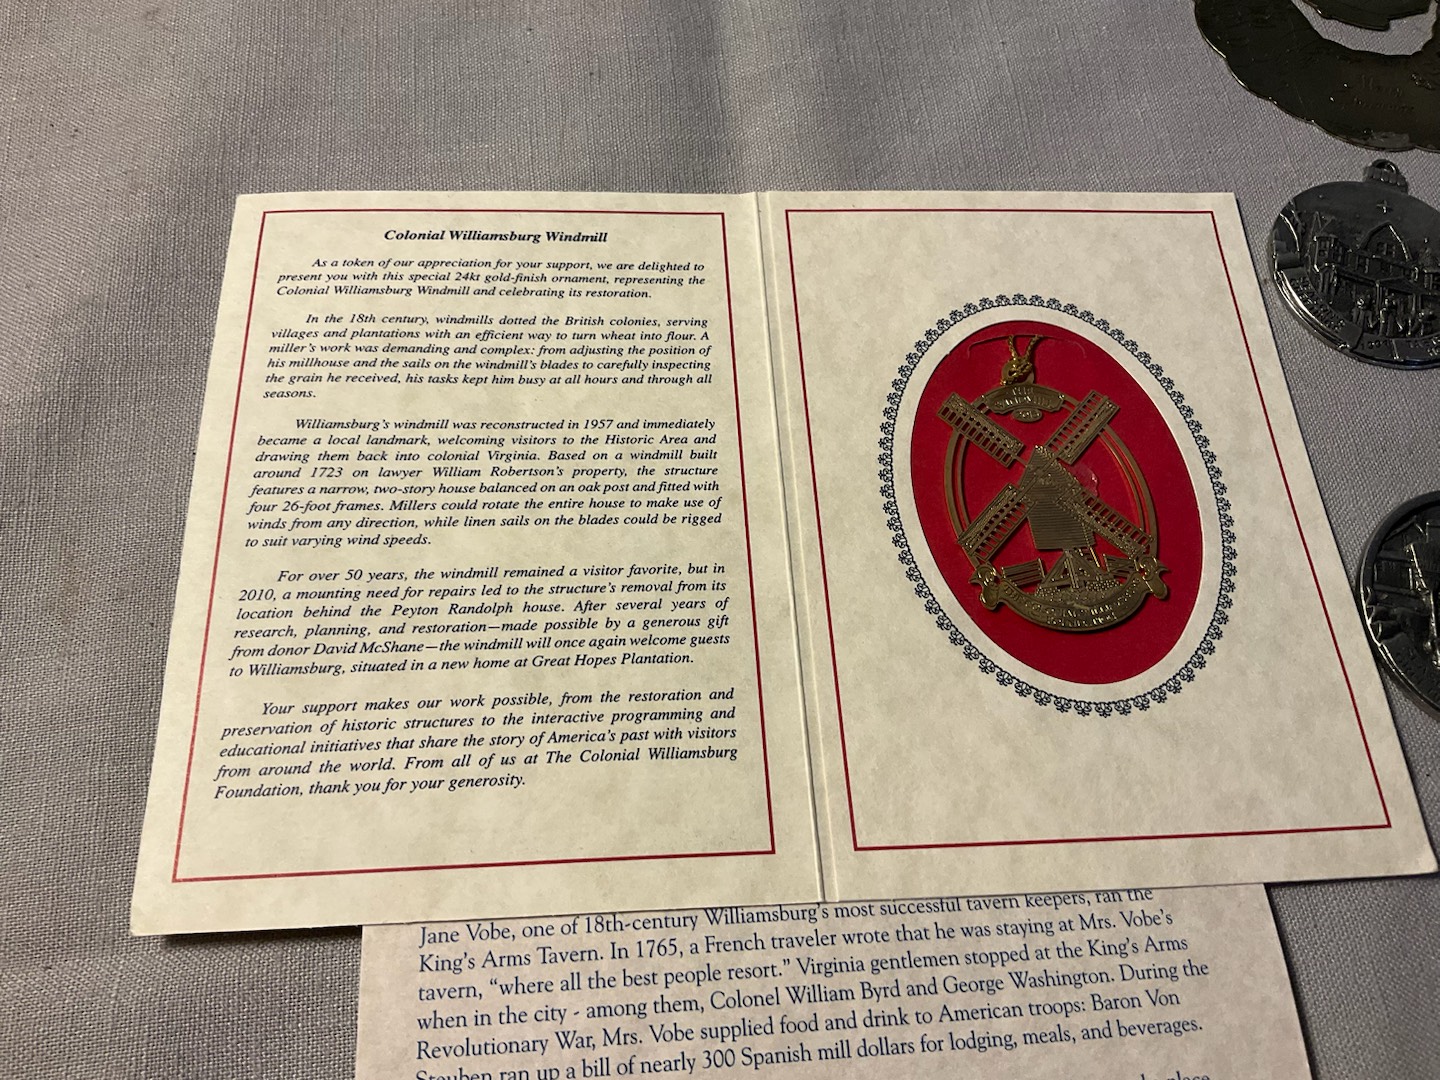 Colonial Williamsburg Windmill
As a token of our appreciation for your support, we are delighted to
present you with this special 24kt gold-finish ornament, representing the
Colonial Williamsburg Windmill and celebrating its restoration.
In the 18th century, windmills dotted the British colonies, serving
villages and plantations with an efficient way to turn wheat into flour. A
miller's work was demanding and complex: from adjusting the position of
his millhouse and the sails on the windmill's blades to carefully inspecting
the grain he received, his tasks kept him busy at all hours and through all
seasons.
Williamsburg's windmill was reconstructed in 1957 and immediately
became a local landmark, welcoming visitors to the Historic Area and
drawing them back into colonial Virginia. Based on a windmill built
around 1723 on lawyer William Robertson's property, the structure
features a narrow, two-story house balanced on an oak post and fitted with
four 26-foot frames. Millers could rotate the entire house to make use of
winds from any direction, while linen sails on the blades could be rigged
to suit varying wind speeds.
For over 50 years, the windmill remained a visitor favorite, but in
2010, a mounting need for repairs led to the structure's removal from its
location behind the Peyton Randolph house. After several years of
research, planning, and restoration—made possible by a generous gift
from donor David McShane—the windmill will once again welcome guests
to Williamsburg, situated in a new home at Great Hopes Plantation.
Your support makes our work possible, from the restoration and
preservation of historic structures to the interactive programming and
educational initiatives that share the story of America's past with visitors
from around the world. From all of us at The Colonial Williamsburg
Foundation, thank you for your generosity.
Jane Vobe, one of 18th-century Williamsburg's most successful tavern keepers, ran the
King's Arms Tavern. In 1765, a French traveler wrote that he was staying at Mrs. Vobe's
tavern, "where all the best people resort." Virginia gentlemen stopped at the King's Arms
when in the city - among them, Colonel William Byrd and George Washington. During the
Revolutionary War, Mrs. Vobe supplied food and drink to American troops: Baron Von
Steuben ran up a bill of nearly 300 Spanish mill dollars for lodging, meals, and beverages.